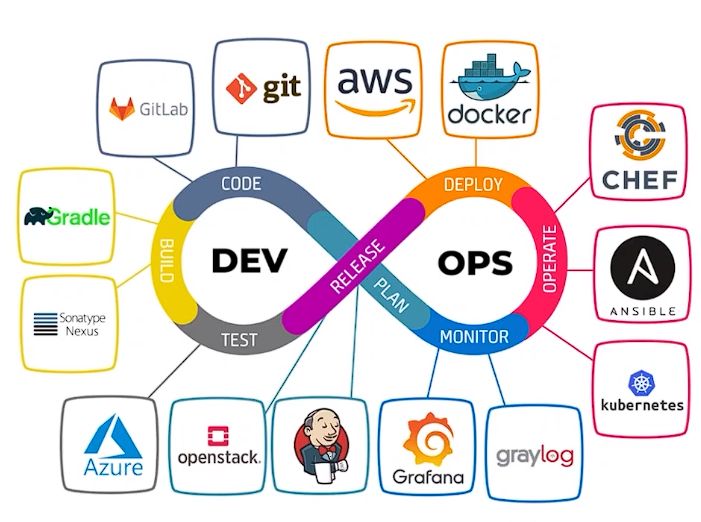 GitLab
git
aws
docker
CHEF
CODE
DEPLOY
Gradle
BUILD
DEV
RELEASE
OPS
OPERATE
ANSIBLE
PLAN
Sonatype
Nexus
TEST
MONITOR
kubernetes
Azure
openstack.
Grafana
graylog